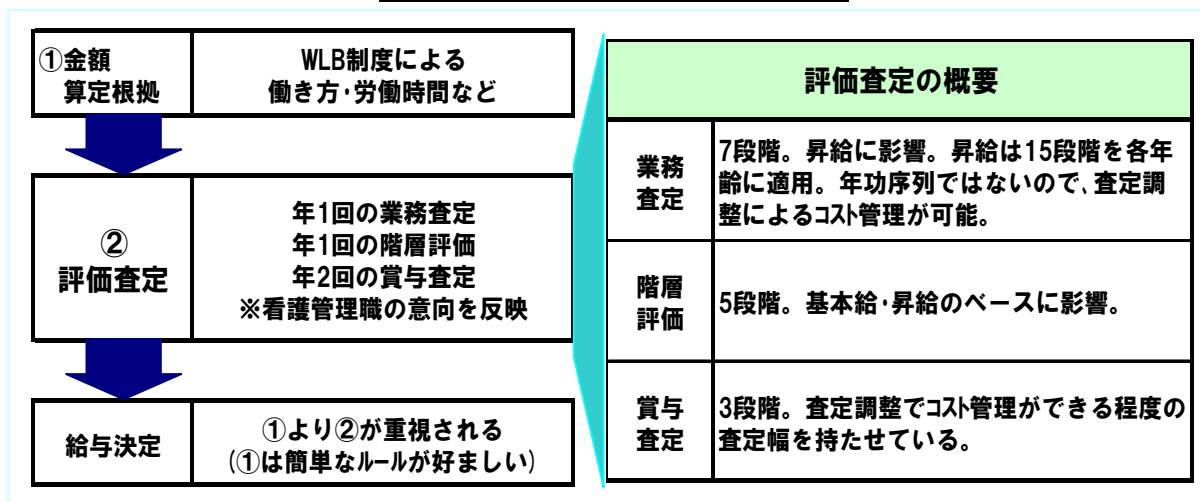 ①金額
算定根拠
WLB制度による
働き方･労働時間など
②
評価査定
年1回の業務査定
年1回の階層評価
年2回の賞与査定
※看護管理職の意向を反映
給与決定
①より②が重視される
(①は簡単なﾙｰﾙが好ましい)
評価査定の概要
業務
査定
7段階。昇給に影響。昇給は15段階を各年
齢に適用。年功序列ではないので､査定調
整によるｺｽﾄ管理が可能。
階層
評価
5段階。基本給･昇給のベースに影響。
賞与
査定
3段階。査定調整でｺｽﾄ管理ができる程度の
査定幅を持たせている。